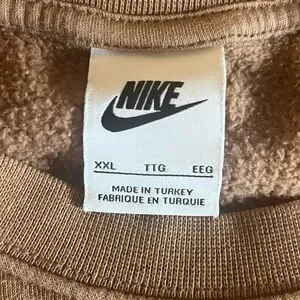 NIKE
XXL TTG EEG
MADE IN TURKEY
FABRIQUE EN TURQUIE